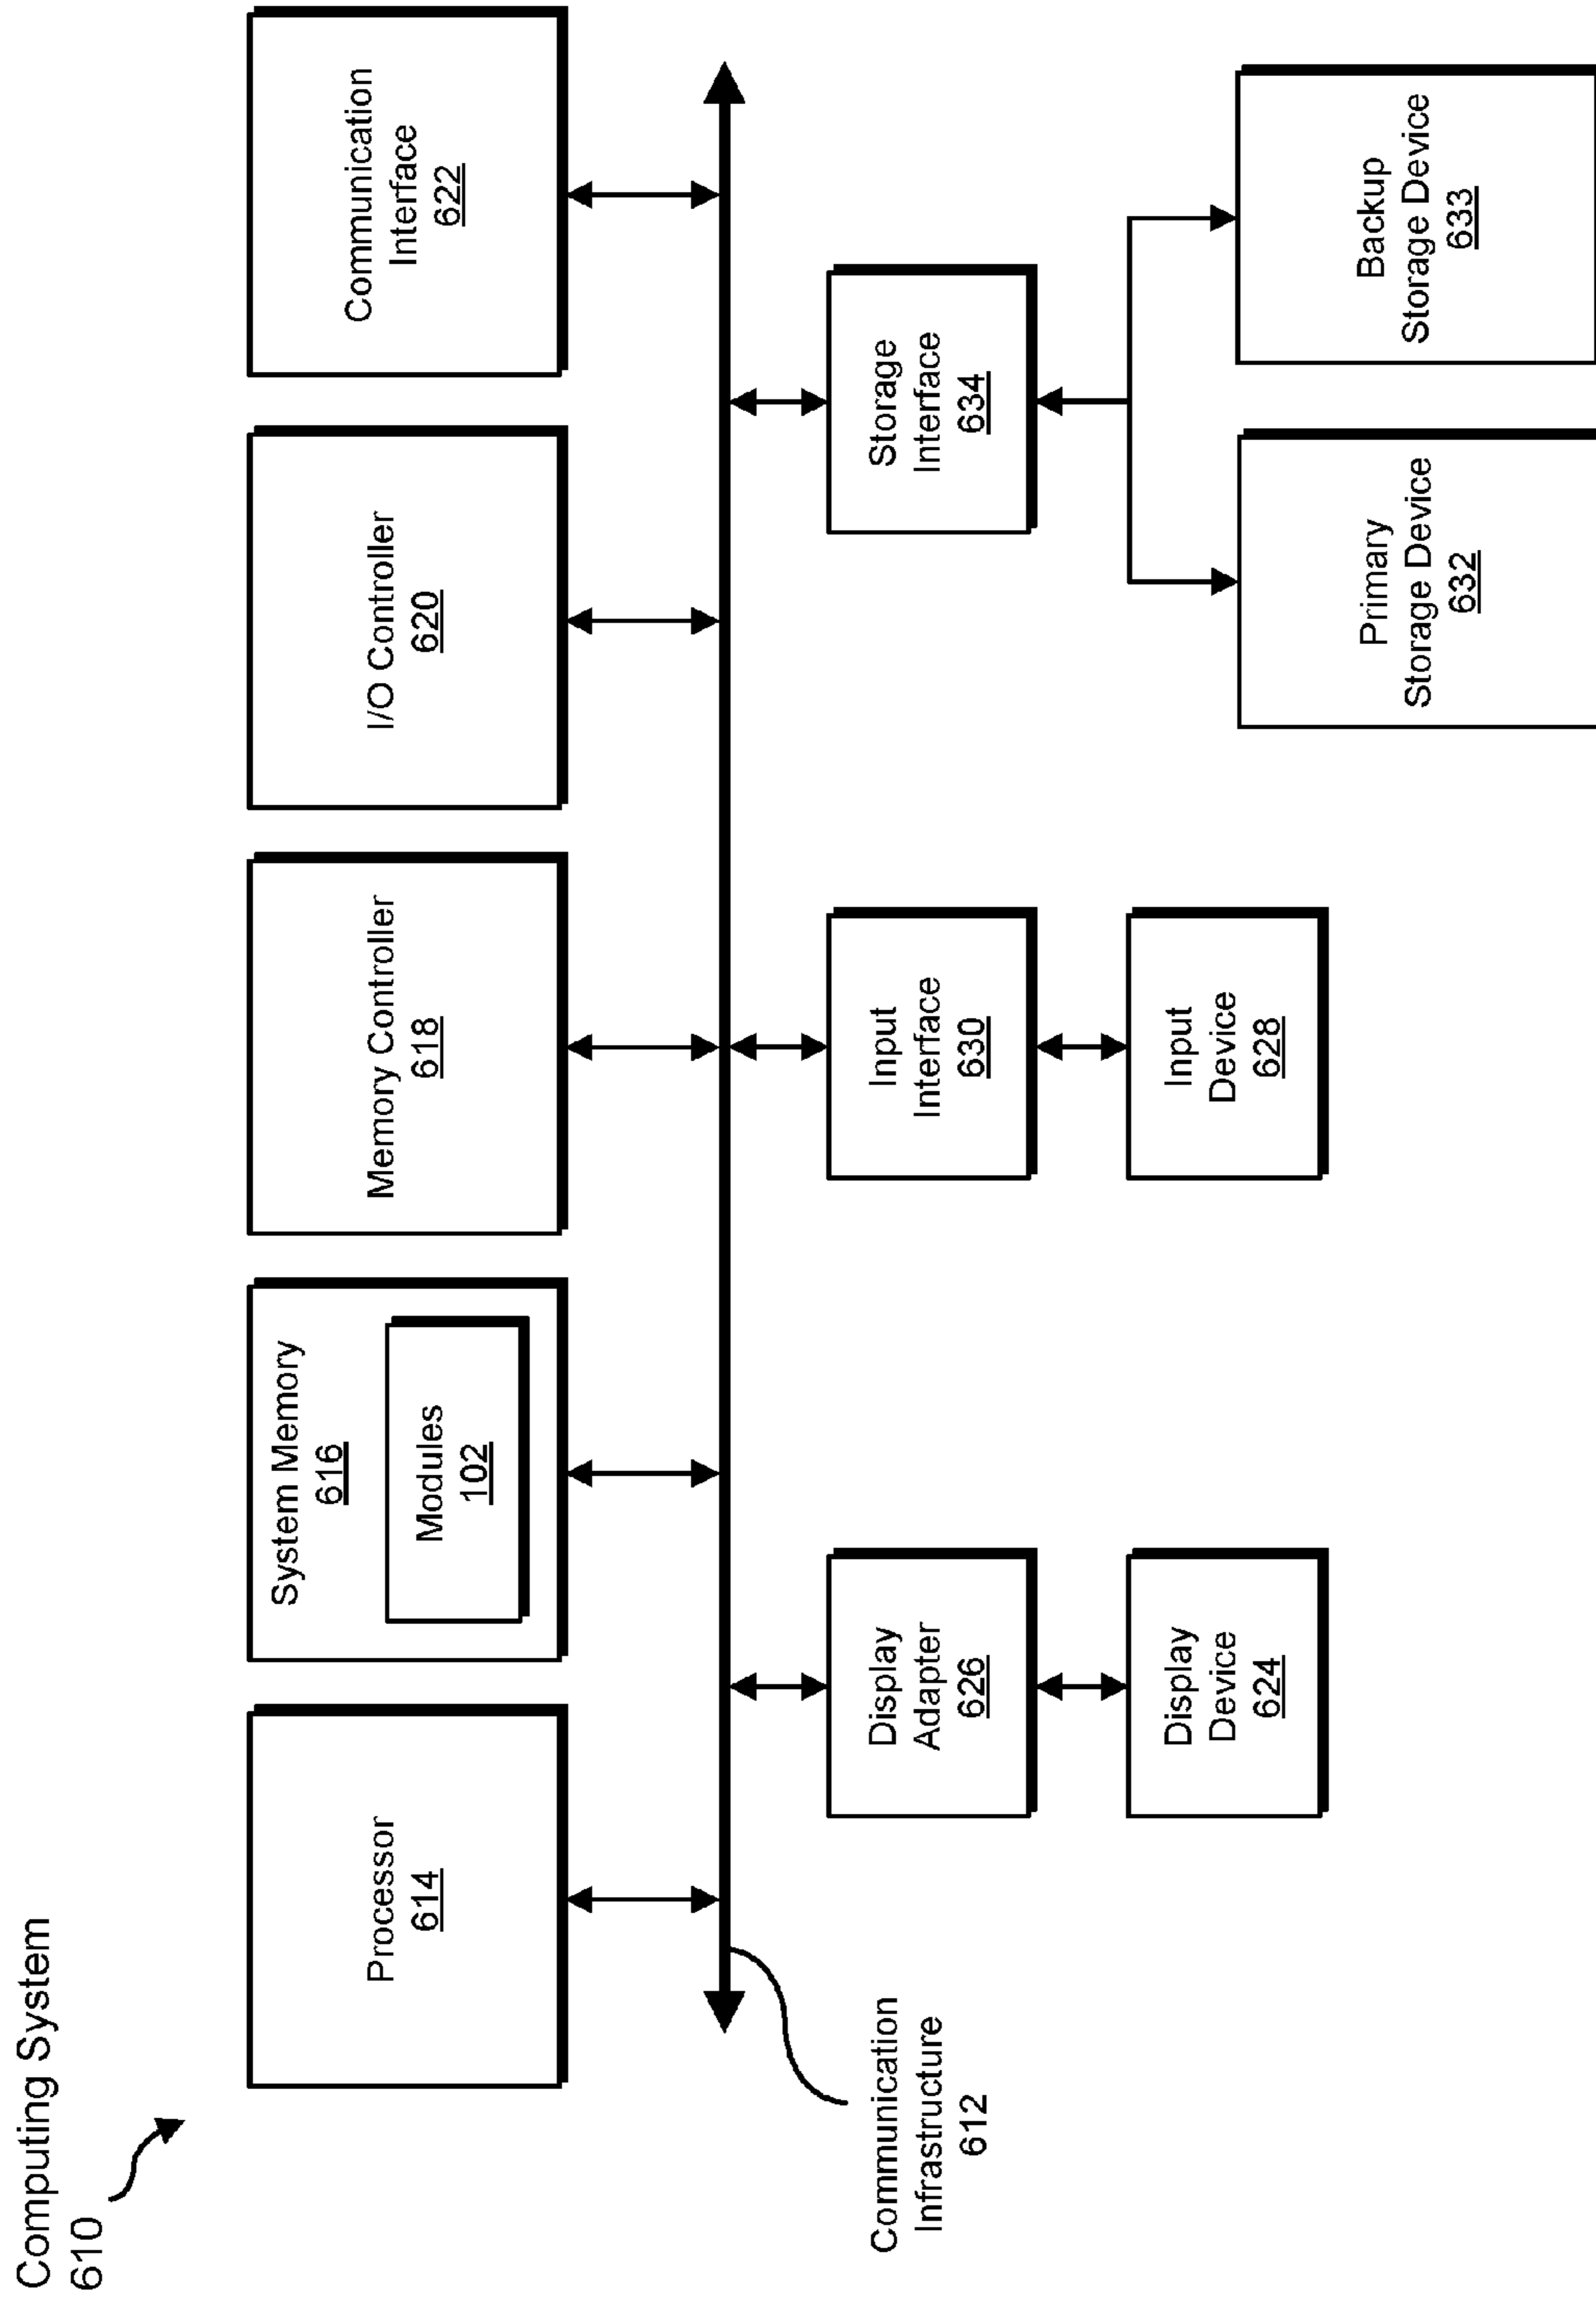 Computing System
610
Processor
614
System Memory
616
Modules
102
Memory Controller
618
I/O Controller
620
Communication
Interface
622
Communication
Infrastructure
612
Display
Adapter
626
Input
Interface
630
Storage
Interface
634
Display
Device
624
Input
Device
628
Primary
Storage Device
632
Backup
Storage Device
633